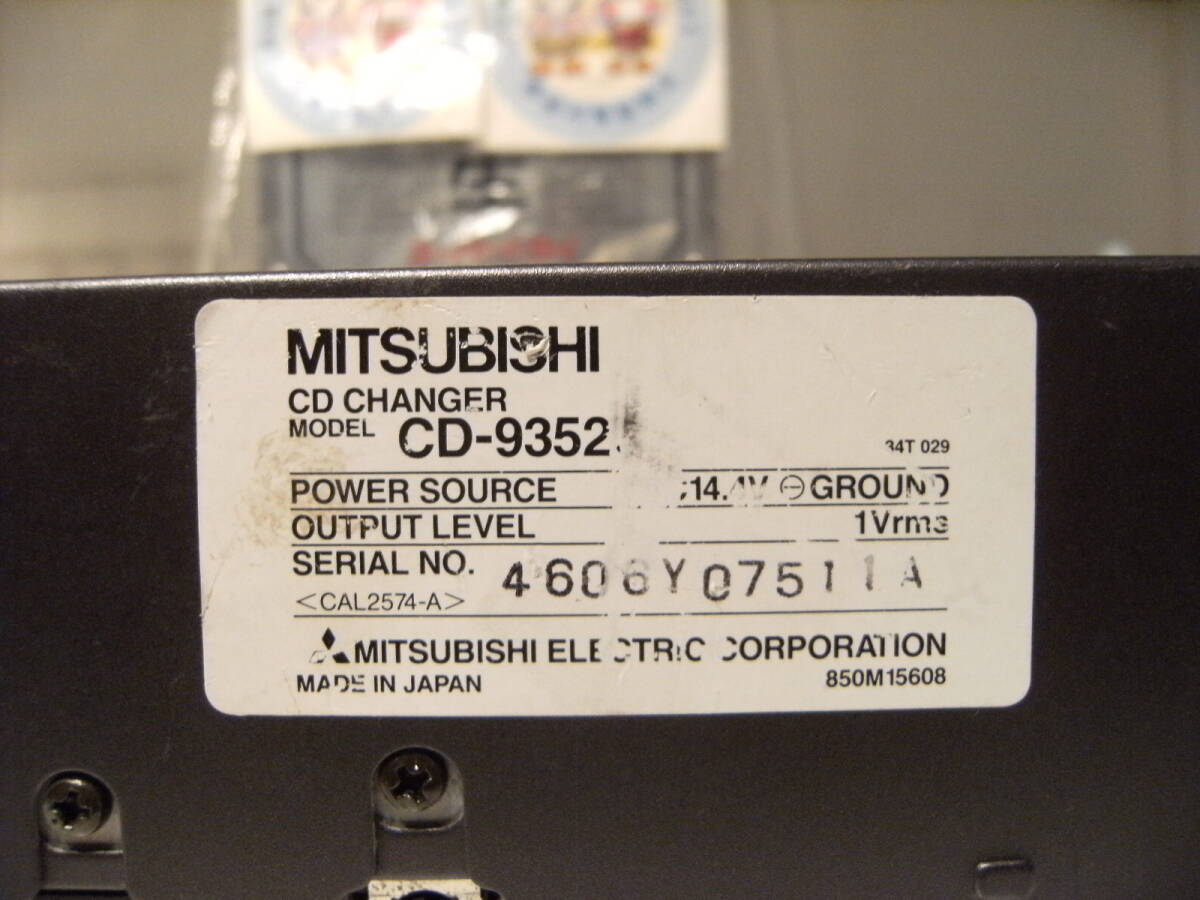 MITSUBISHI
CD CHANGER
MODEL CD-9352
34T 029
POWER SOURCE 14.4V ⊖ GROUND
OUTPUT LEVEL 1Vrms
SERIAL NO. 4606Y07511A
<CAL2574-A>
MITSUBISHI ELECTRIC CORPORATION
MADE IN JAPAN 850M15608